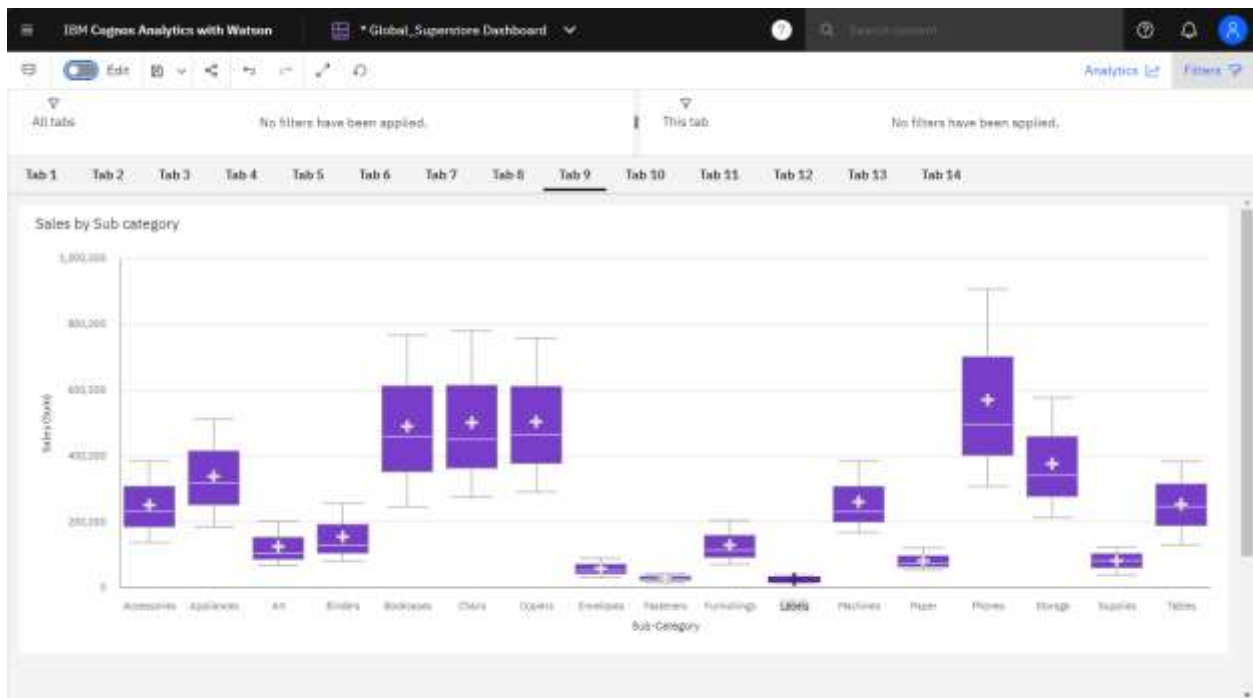 IBM Cognos Analytics with Watson
* Global_Superstore Dashboard
Search content
Edit
Analytics
Filters
All tabs
No filters have been applied.
This tab
No filters have been applied.
Tab 1 Tab 2 Tab 3 Tab 4 Tab 5 Tab 6 Tab 7 Tab 8 Tab 9 Tab 10 Tab 11 Tab 12 Tab 13 Tab 14
Sales by Sub category
1,000,000
800,000
600,000
400,000
200,000
0
Sales (Sum)
Accessories Appliances Art Binders Bookcases Chairs Copiers Envelopes Fasteners Furnishings Labels Machines Paper Phones Storage Supplies Tables
Sub-Category